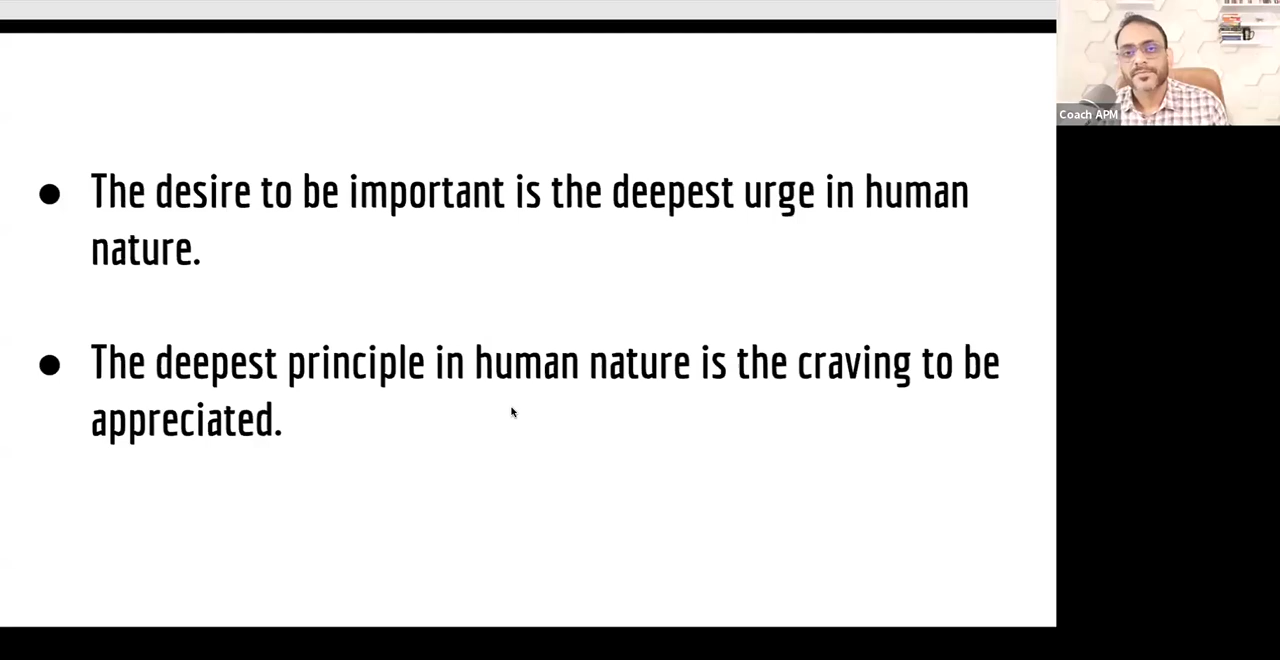 Coach APM
● The desire to be important is the deepest urge in human
nature.
● The deepest principle in human nature is the craving to be
appreciated.